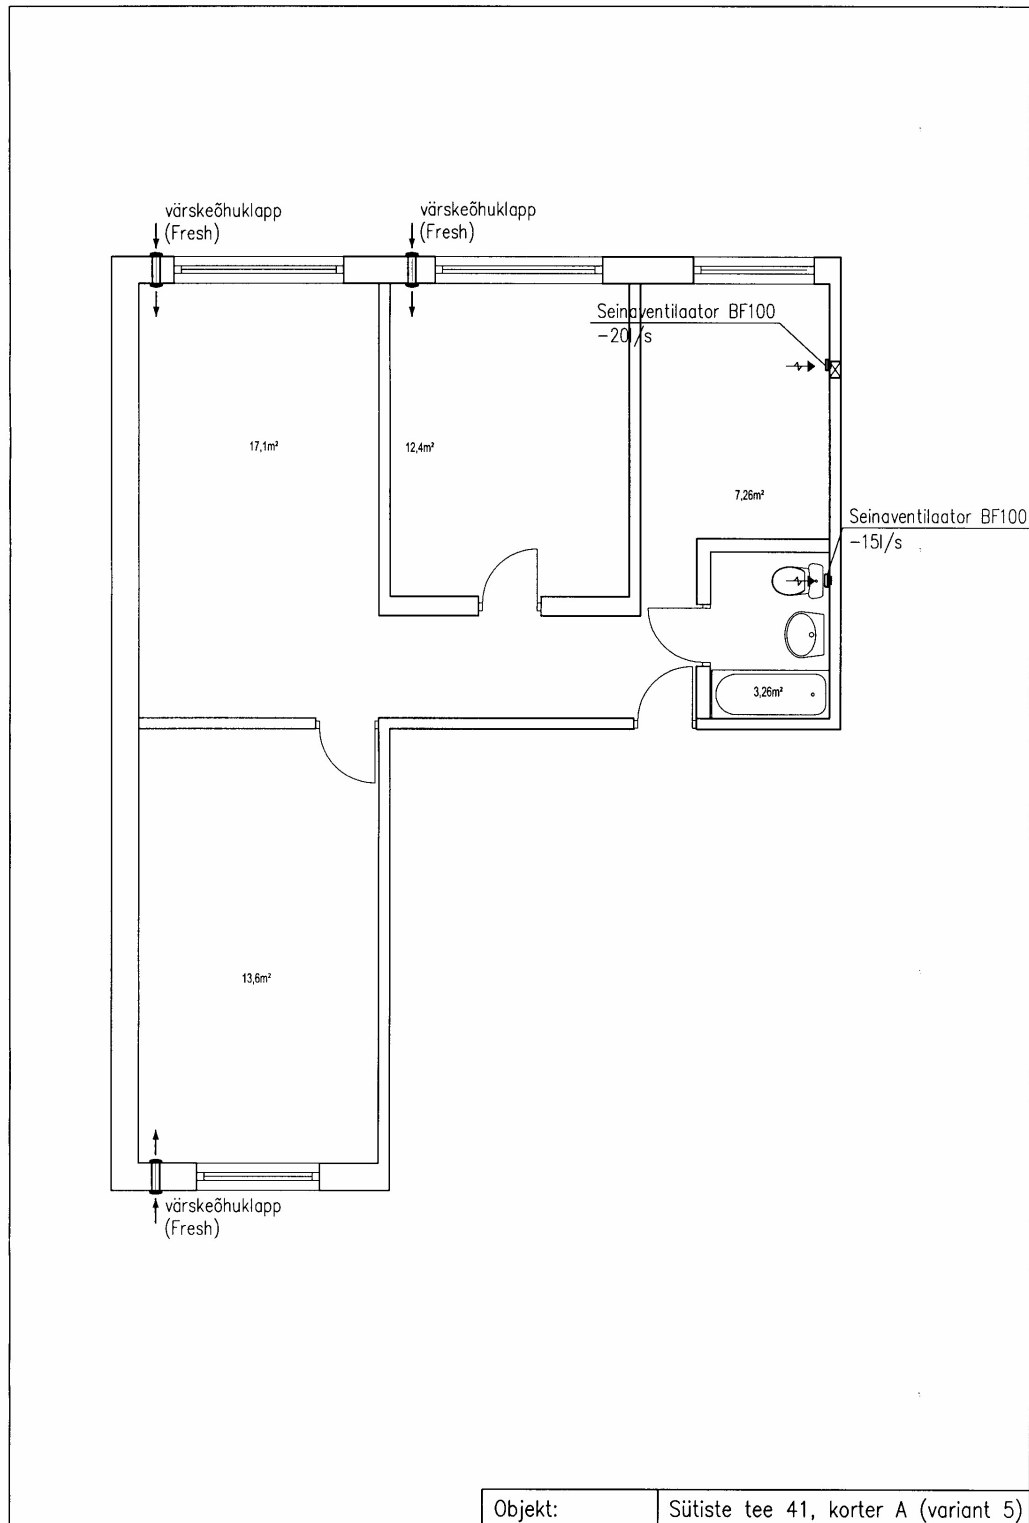 värskeõhuklapp
(Fresh)
värskeõhuklapp
(Fresh)
Seinaventilaator BF100
-20l/s
17,1m²
12,4m²
7,26m²
Seinaventilaator BF100
-15l/s
3,26m²
13,6m²
värskeõhuklapp
(Fresh)
Objekt: Sütiste tee 41, korter A (variant 5)